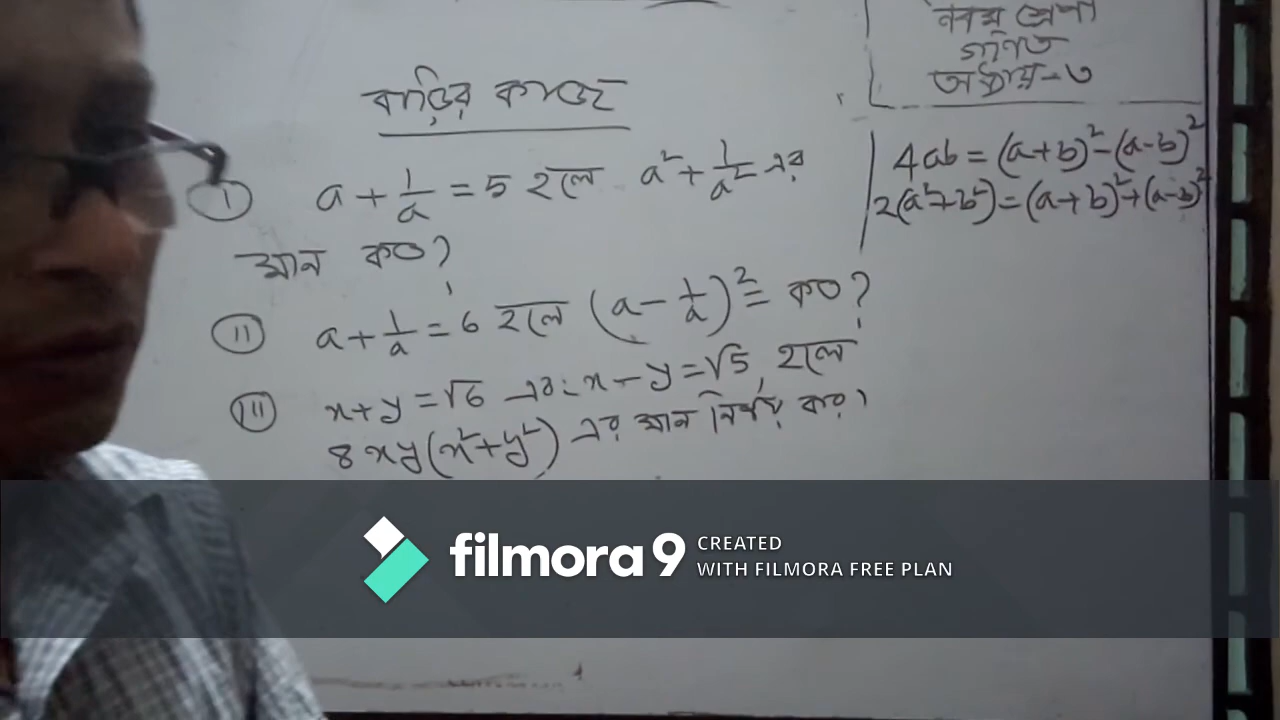 নবম শ্রেণী
গণিত
অধ্যায়-৩
বাড়ির কাজ
4ab = (a+b)² - (a-b)²
2(a²+b²) = (a+b)² + (a-b)²
(i) a + 1/a = 5 হলে a² + 1/a² এর
মান কত?
(ii) a + 1/a = 6 হলে (a - 1/a)² = কত?
(iii) x+y = √6 এবং x-y = √5, হলে
8xy(x²+y²) এর মান নির্ণয় কর।
filmora9 CREATED
WITH FILMORA FREE PLAN